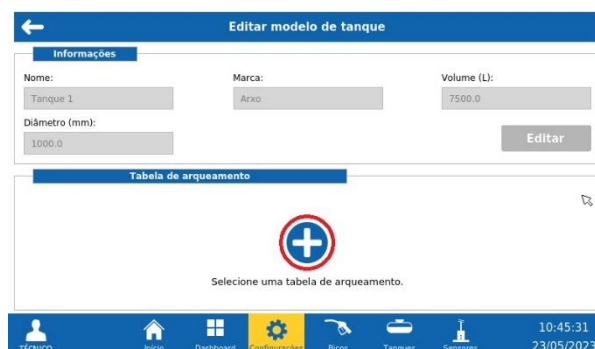 Editar modelo de tanque
Informações
Nome: Marca: Volume (L):
Tanque 1 Arxo 7500.0
Diâmetro (mm):
1000.0 Editar
Tabela de arqueamento
Selecione uma tabela de arqueamento.
TÉCNICO Início Dashboard Configurações Bicos Tanques Sensores 10:45:31
23/05/2023